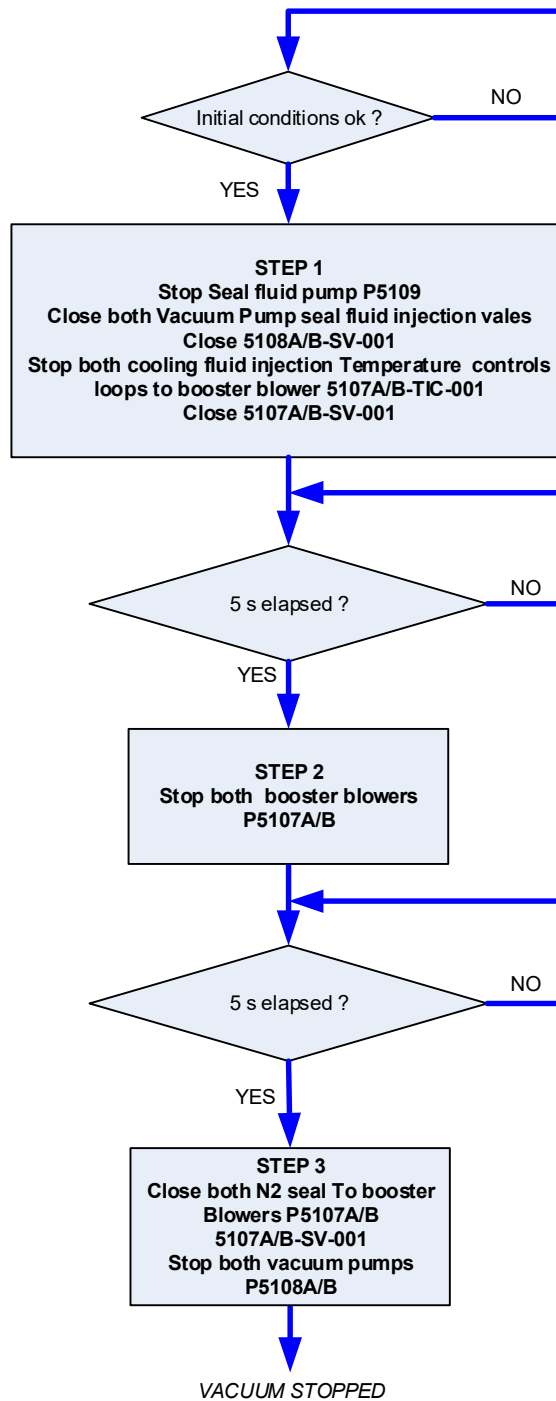 Initial conditions ok ?
NO
YES
STEP 1
Stop Seal fluid pump P5109
Close both Vacuum Pump seal fluid injection vales
Close 5108A/B-SV-001
Stop both cooling fluid injection Temperature controls
loops to booster blower 5107A/B-TIC-001
Close 5107A/B-SV-001
5 s elapsed ?
NO
YES
STEP 2
Stop both booster blowers
P5107A/B
5 s elapsed ?
NO
YES
STEP 3
Close both N2 seal To booster
Blowers P5107A/B
5107A/B-SV-001
Stop both vacuum pumps
P5108A/B
VACUUM STOPPED